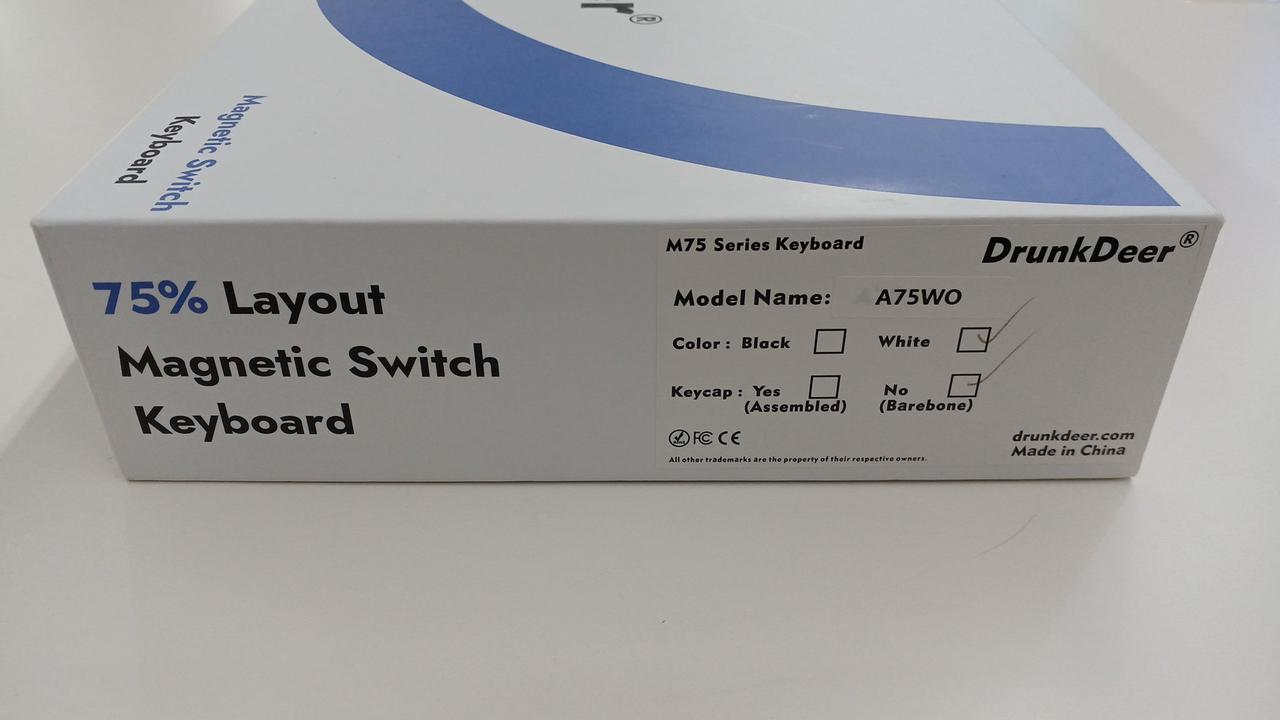 r®
Magnetic Switch
Keyboard
75% Layout
Magnetic Switch
Keyboard
M75 Series Keyboard
DrunkDeer®
Model Name: A75WO
Color : Black White
Keycap : Yes No
(Assembled) (Barebone)
FC CE
drunkdeer.com
Made in China
All other trademarks are the property of their respective owners.